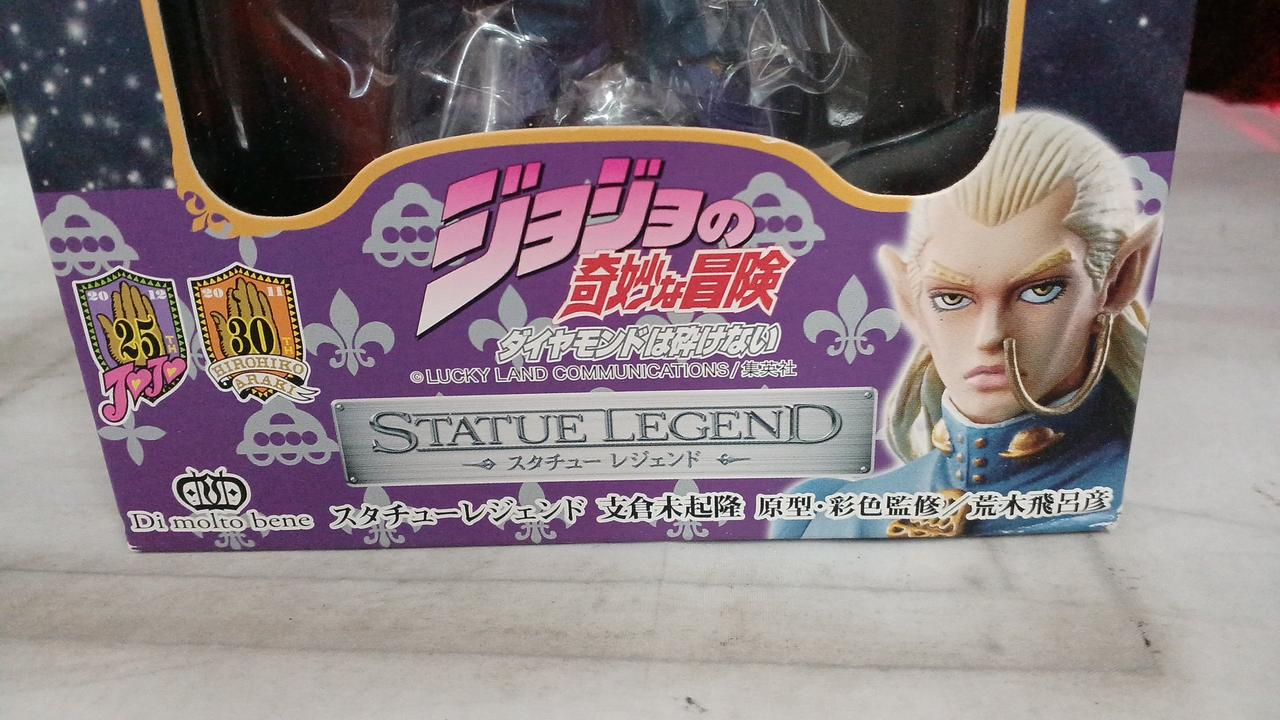 ジョジョの
奇妙な冒険
ダイヤモンドは砕けない
©LUCKY LAND COMMUNICATIONS/集英社
2012
25TH
JOJO
2011
30TH
HIROHIKO
ARAKI
STATUE LEGEND
スタチュー レジェンド
Di molto bene
スタチューレジェンド 支倉未起隆 原型・彩色監修/荒木飛呂彦